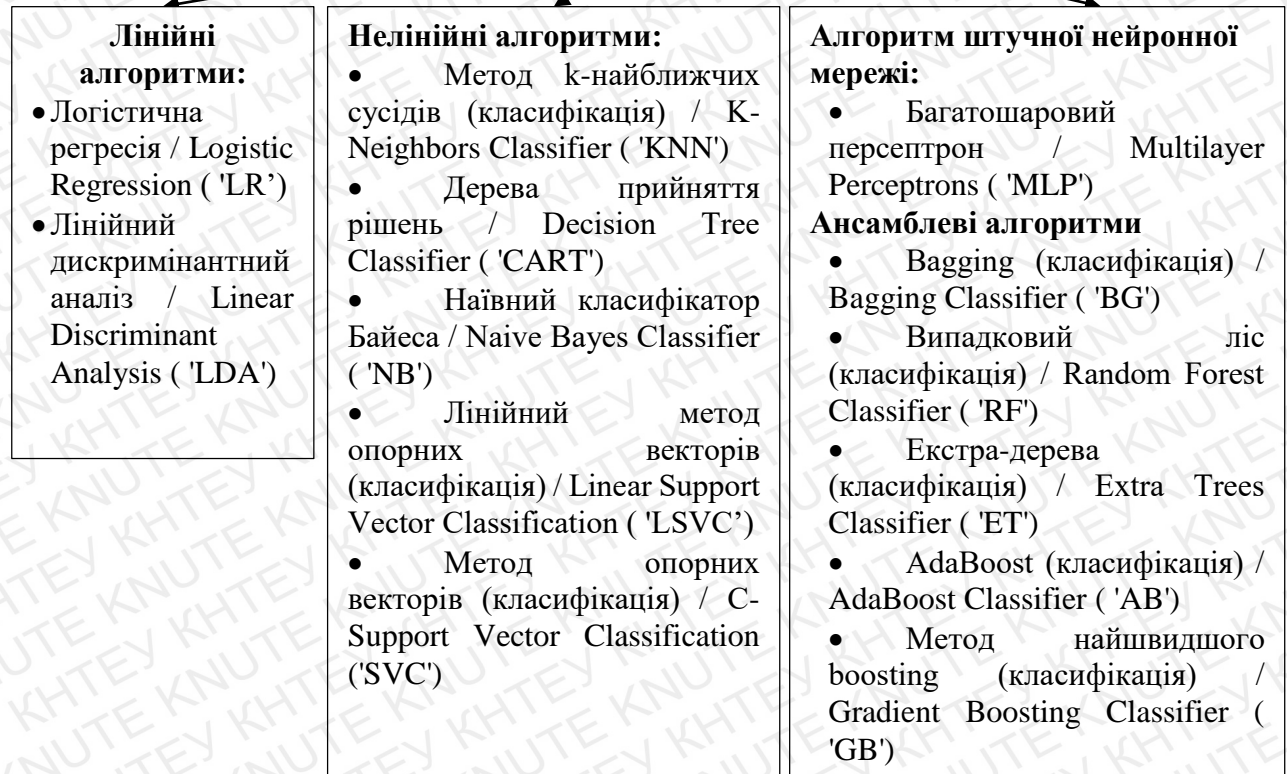 Лінійні
алгоритми:
• Логістична
регресія / Logistic
Regression ( 'LR’)
• Лінійний
дискримінантний
аналіз / Linear
Discriminant
Analysis ( 'LDA')
Нелінійні алгоритми:
• Метод k-найближчих
сусідів (класифікація) / K-
Neighbors Classifier ( 'KNN')
• Дерева прийняття
рішень / Decision Tree
Classifier ( 'CART')
• Наївний класифікатор
Байеса / Naive Bayes Classifier
( 'NB')
• Лінійний метод
опорних векторів
(класифікація) / Linear Support
Vector Classification ( 'LSVC’)
• Метод опорних
векторів (класифікація) / C-
Support Vector Classification
('SVC')
Алгоритм штучної нейронної
мережі:
• Багатошаровий
персептрон / Multilayer
Perceptrons ( 'MLP')
Ансамблеві алгоритми
• Bagging (класифікація) /
Bagging Classifier ( 'BG')
• Випадковий ліс
(класифікація) / Random Forest
Classifier ( 'RF')
• Екстра-дерева
(класифікація) / Extra Trees
Classifier ( 'ET')
• AdaBoost (класифікація) /
AdaBoost Classifier ( 'AB')
• Метод найшвидшого
boosting (класифікація) /
Gradient Boosting Classifier (
'GB')